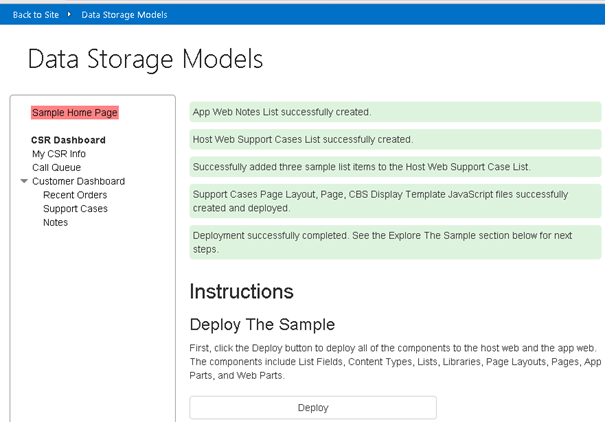 Back to Site Data Storage Models
Data Storage Models
Sample Home Page
CSR Dashboard
My CSR Info
Call Queue
Customer Dashboard
Recent Orders
Support Cases
Notes
App Web Notes List successfully created.
Host Web Support Cases List successfully created.
Successfully added three sample list items to the Host Web Support Case List.
Support Cases Page Layout, Page, CBS Display Template JavaScript files successfully
created and deployed.
Deployment successfully completed. See the Explore The Sample section below for next
steps.
Instructions
Deploy The Sample
First, click the Deploy button to deploy all of the components to the host web and the app web.
The components include List Fields, Content Types, Lists, Libraries, Page Layouts, Pages, App
Parts, and Web Parts.
Deploy